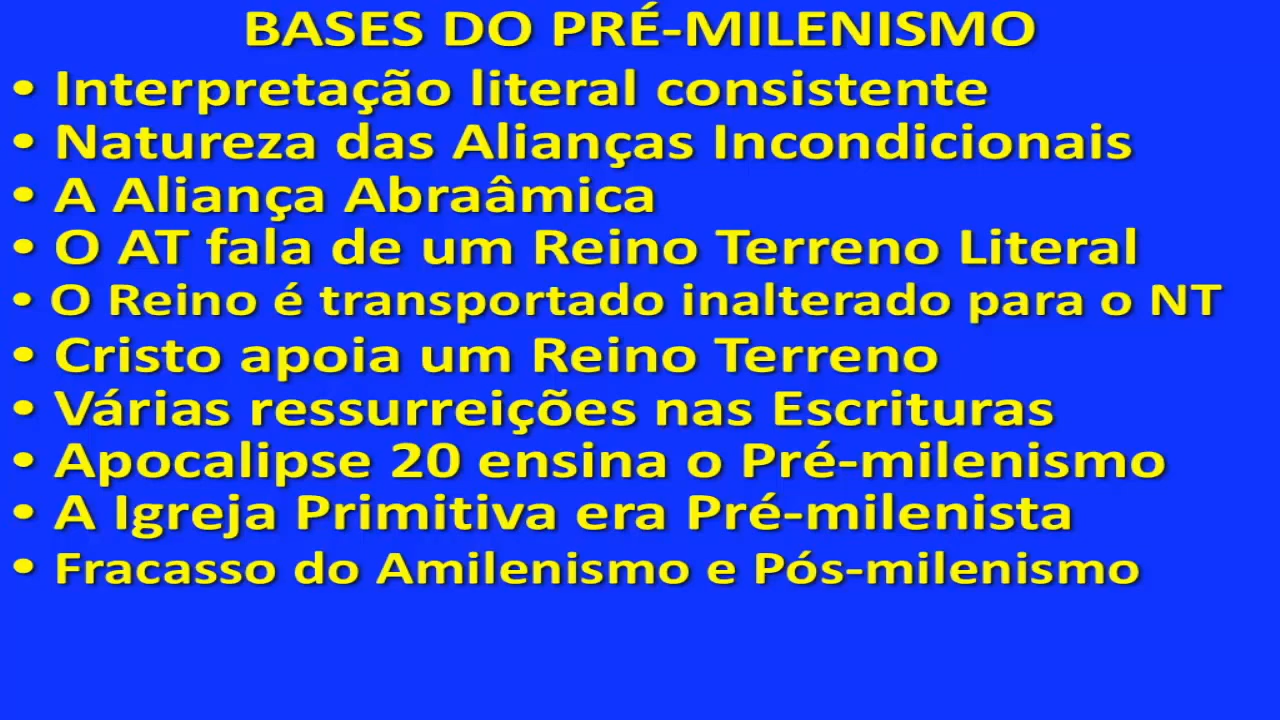 BASES DO PRÉ-MILENISMO
• Interpretação literal consistente
• Natureza das Alianças Incondicionais
• A Aliança Abraâmica
• O AT fala de um Reino Terreno Literal
• O Reino é transportado inalterado para o NT
• Cristo apoia um Reino Terreno
• Várias ressurreições nas Escrituras
• Apocalipse 20 ensina o Pré-milenismo
• A Igreja Primitiva era Pré-milenista
• Fracasso do Amilenismo e Pós-milenismo